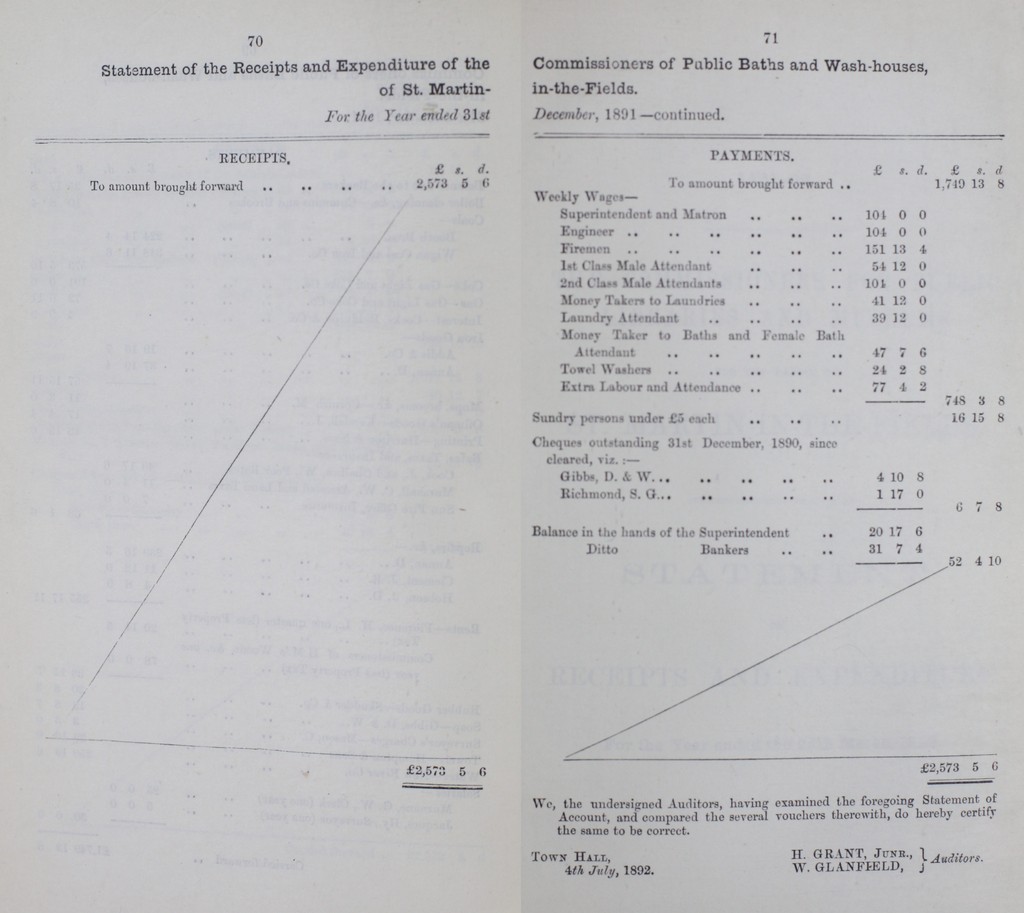 70
Statement of the Receipts and Expenditure of the
of St. Martin-
For the Year ended 31st
RECEIPTS.
£ s. d.
To amount brought forward .. .. .. .. 2,573 5 6
£2,573 5 6
71
Commissioners of Public Baths and Wash-houses,
in-the-Fields.
December, 1891—continued.
PAYMENTS.
£ s. d. £ s. d
To amount brought forward .. 1,749 13 8
Weekly Wages—
Superintendent and Matron .. .. .. 104 0 0
Engineer .. .. .. .. .. .. 104 0 0
Firemen .. .. .. .. .. .. 151 13 4
1st Class Male Attendant .. .. .. 54 12 0
2nd Class Male Attendants .. .. .. 104 0 0
Money Takers to Laundries .. .. .. 41 12 0
Laundry Attendant .. .. .. .. 39 12 0
Money Taker to Baths and Female Bath
Attendant .. .. .. .. .. 47 7 6
Towel Washers .. .. .. .. .. 24 2 8
Extra Labour and Attendance .. .. .. 77 4 2
748 3 8
Sundry persons under £5 each .. .. .. 16 15 8
Cheques outstanding 31st December, 1890, since
cleared, viz. :—
Gibbs, D. & W... .. .. .. .. 4 10 8
Richmond, S. G... .. .. .. .. 1 17 0
6 7 8
Balance in the hands of the Superintendent .. 20 17 6
Ditto Bankers .. .. 31 7 4
52 4 10
£2,573 5 6
We, the undersigned Auditors, having examined the foregoing Statement of
Account, and compared the several vouchers therewith, do hereby certify
the same to be correct.
Town Hall,
4th July, 1892.
H. GRANT, Junr., } Auditors.
W. GLANFIELD,